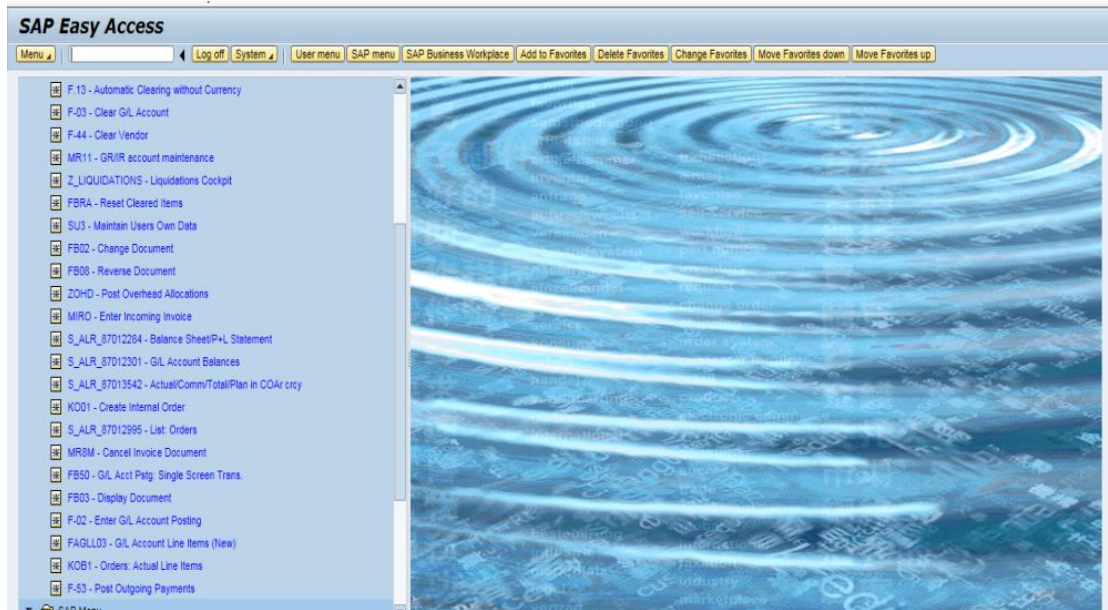 SAP Easy Access
Menu Log off System User menu SAP menu SAP Business Workplace Add to Favorites Delete Favorites Change Favorites Move Favorites down Move Favorites up
F.13 - Automatic Clearing without Currency
F-03 - Clear G/L Account
F-44 - Clear Vendor
MR11 - GR/IR account maintenance
Z_LIQUIDATIONS - Liquidations Cockpit
FBRA - Reset Cleared Items
SU3 - Maintain Users Own Data
FB02 - Change Document
FB08 - Reverse Document
ZOHD - Post Overhead Allocations
MIRO - Enter Incoming Invoice
S_ALR_87012284 - Balance Sheet/P+L Statement
S_ALR_87012301 - G/L Account Balances
S_ALR_87013542 - Actual/Comm/Total/Plan in COAr crcy
KO01 - Create Internal Order
S_ALR_87012995 - List: Orders
MR8M - Cancel Invoice Document
FB50 - G/L Acct Pstg: Single Screen Trans.
FB03 - Display Document
F-02 - Enter G/L Account Posting
FAGLL03 - G/L Account Line Items (New)
KOB1 - Orders: Actual Line Items
F-53 - Post Outgoing Payments
SAP Menu
self-service
order system
industry
marketplace